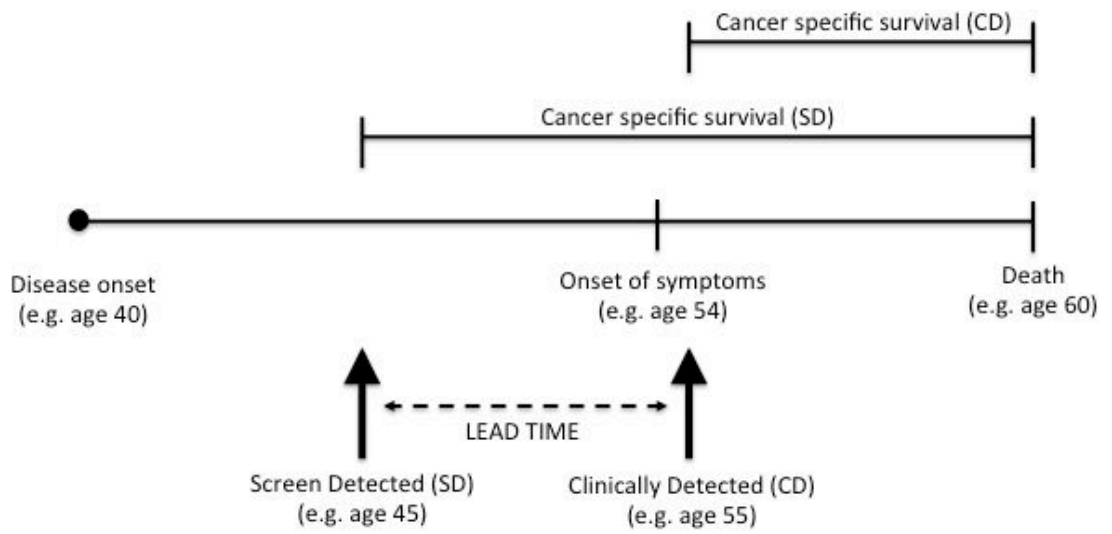 Cancer specific survival (CD)
Cancer specific survival (SD)
Disease onset
(e.g. age 40)
Onset of symptoms
(e.g. age 54)
Death
(e.g. age 60)
LEAD TIME
Screen Detected (SD)
(e.g. age 45)
Clinically Detected (CD)
(e.g. age 55)